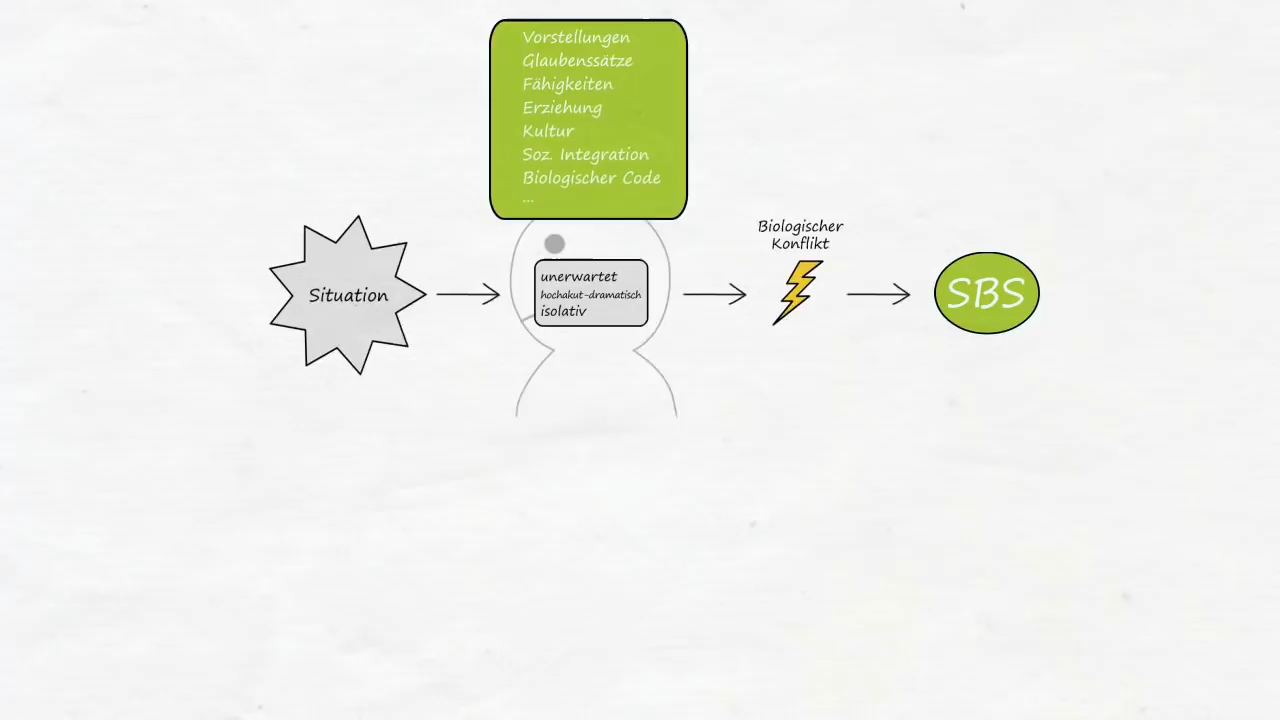 Vorstellungen
Glaubenssätze
Fähigkeiten
Erziehung
Kultur
Soz. Integration
Biologischer Code
...
Situation
unerwartet
hochakut-dramatisch
isolativ
Biologischer
Konflikt
SBS